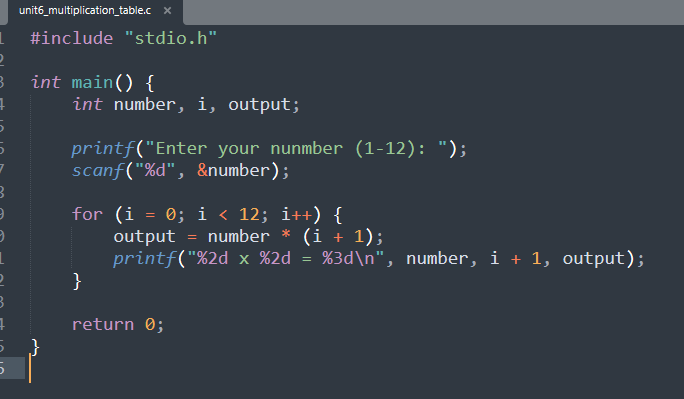 unit6_multiplication_table.c ×
#include "stdio.h"
int main() {
int number, i, output;
printf("Enter your nunmber (1-12): ");
scanf("%d", &number);
for (i = 0; i < 12; i++) {
output = number * (i + 1);
printf("%2d x %2d = %3d\n", number, i + 1, output);
}
return 0;
}